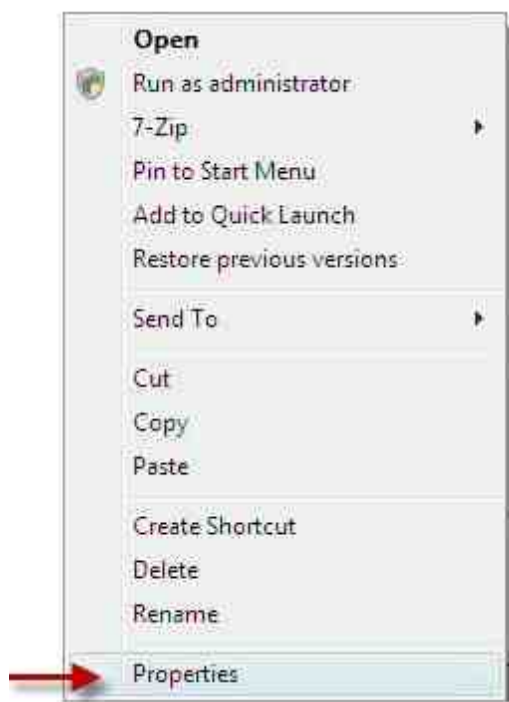 Open
Run as administrator
7-Zip
Pin to Start Menu
Add to Quick Launch
Restore previous versions
Send To
Cut
Copy
Paste
Create Shortcut
Delete
Rename
Properties